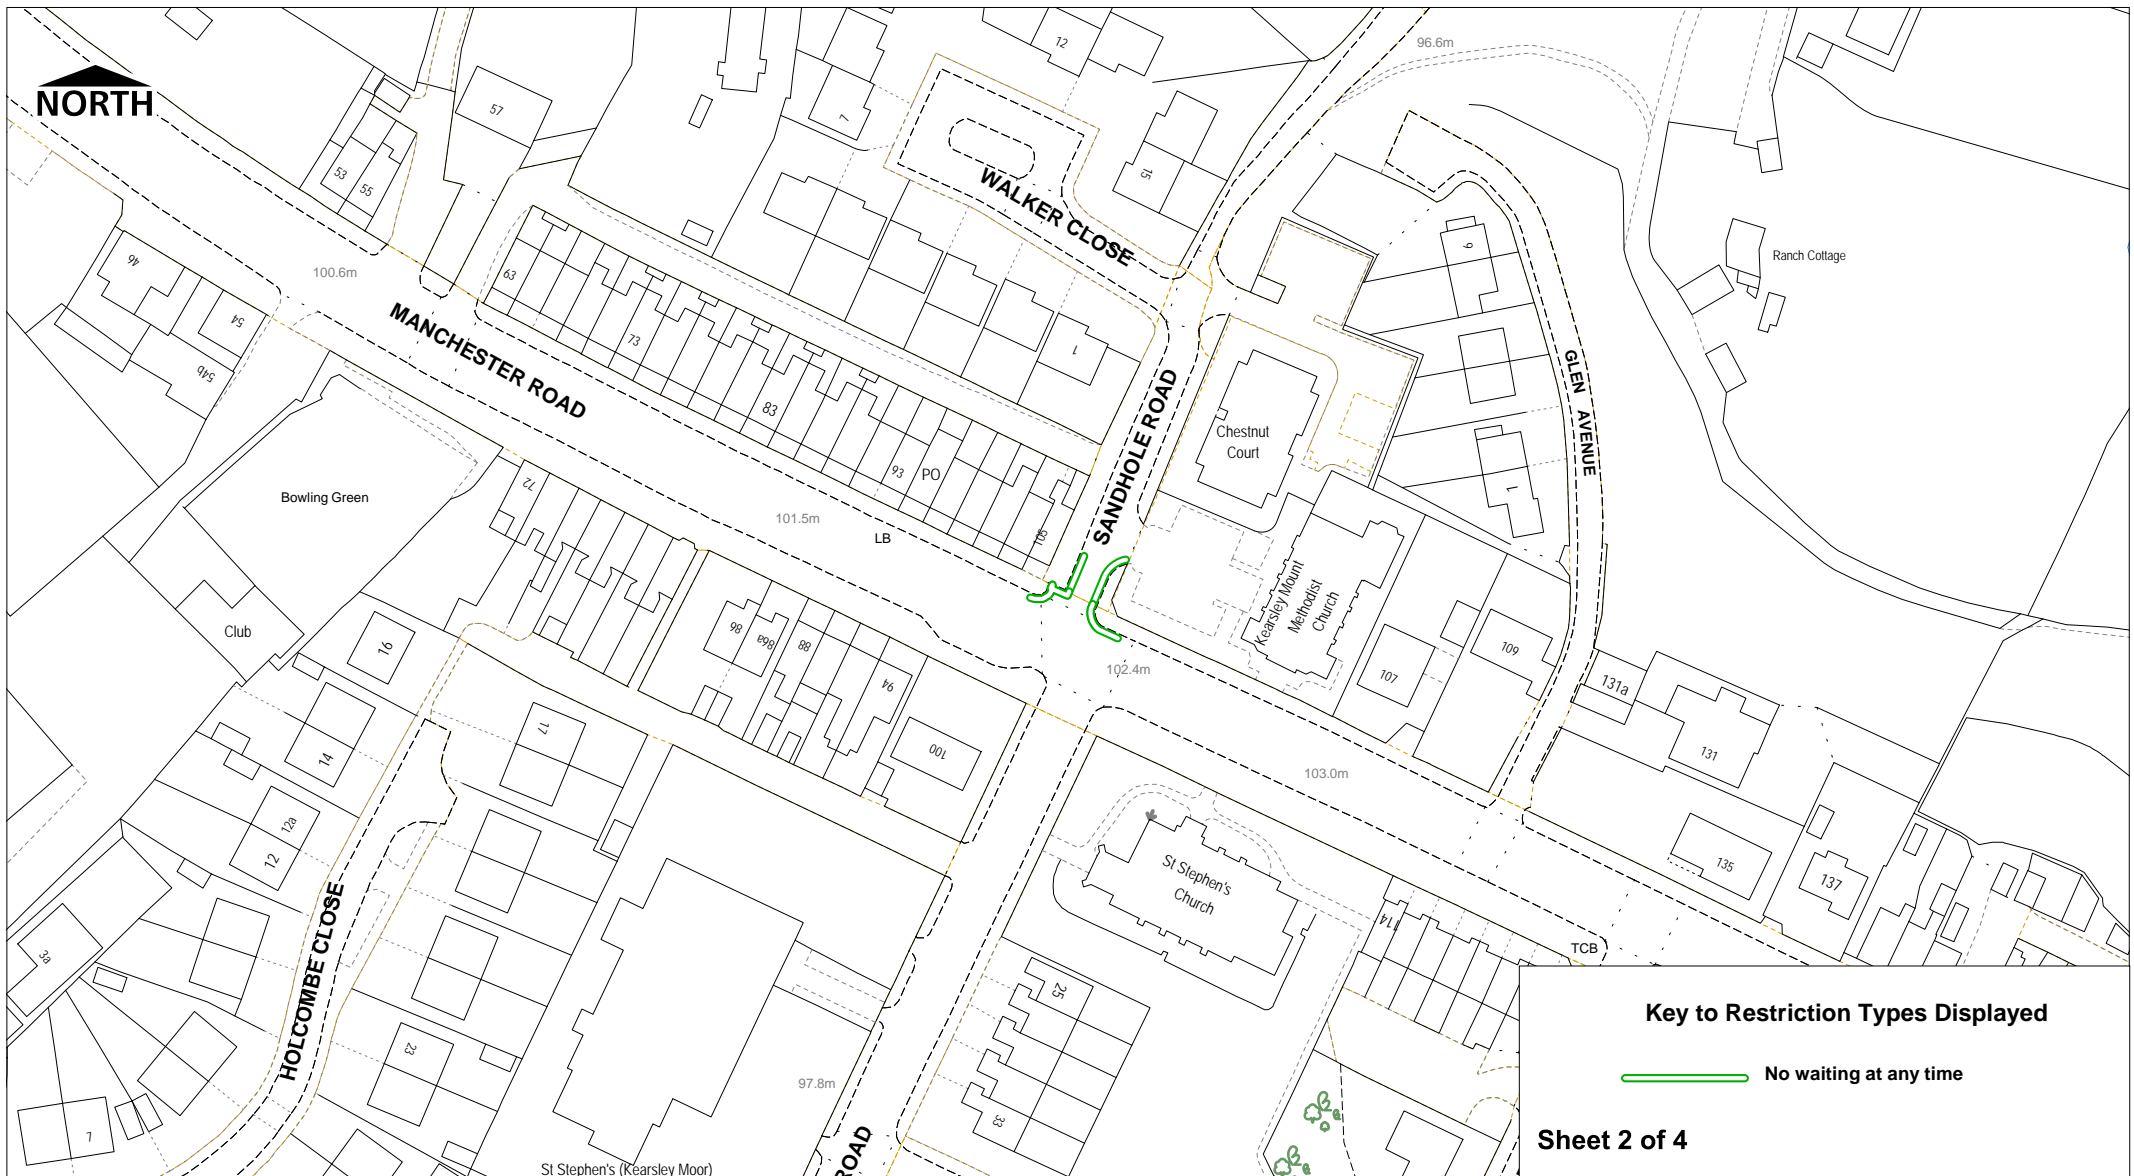 NORTH
96.6m
12
57
7
53
55
15
WALKER CLOSE
9
Ranch Cottage
46
100.6m
63
54
MANCHESTER ROAD
73
1
54b
GLEN AVENUE
83
SANDHOLE ROAD
Chestnut
Court
93
PO
72
Bowling Green
1
101.5m
LB
105
Kearsley Mount
Methodist
Church
Club
16
86
86a
88
94
102.4m
107
109
131a
17
14
100
131
103.0m
12a
12
St Stephen's
Church
135
137
HOLCOMBE CLOSE
114
3a
TCB
25
23
97.8m
33
7
ROAD
St Stephen's (Kearsley Moor)
Key to Restriction Types Displayed
No waiting at any time
Sheet 2 of 4